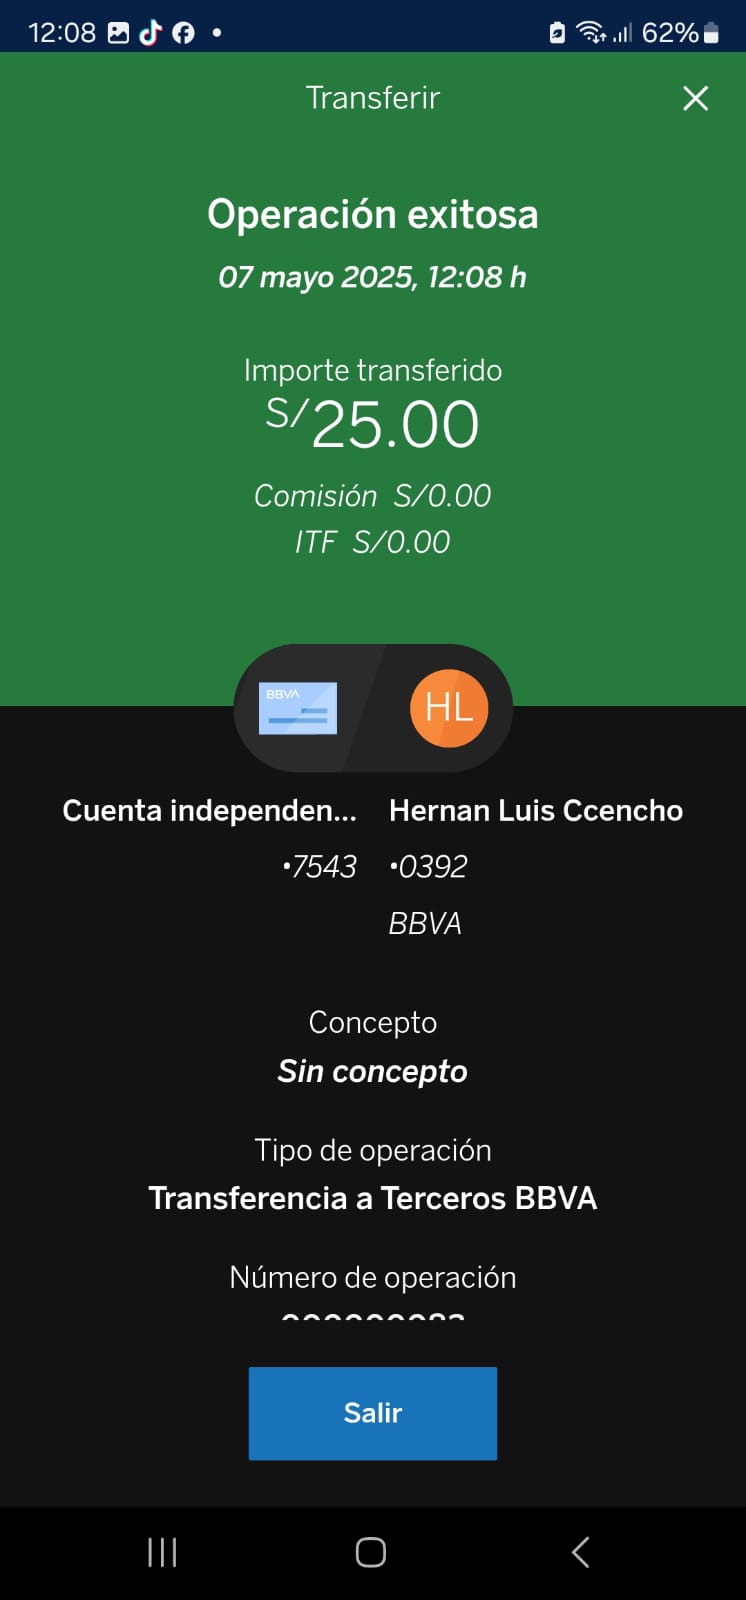 12:08
62%
Transferir
Operación exitosa
07 mayo 2025, 12:08 h
Importe transferido
S/25.00
Comisión S/0.00
ITF S/0.00
BBVA
HL
Cuenta independen... Hernan Luis Ccencho
•7543 •0392
BBVA
Concepto
Sin concepto
Tipo de operación
Transferencia a Terceros BBVA
Número de operación
Salir